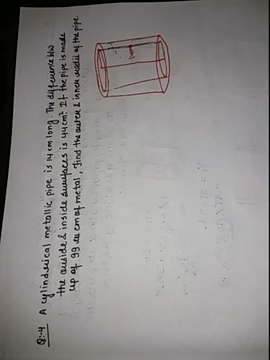 Q-4 A cylinderical metallic pipe is 14 cm long. The difference b/w
the outside & inside surfaces is 44 cm². If the pipe is made
up of 99 cu cm of metal, find the outer & inner radii of the pipe.